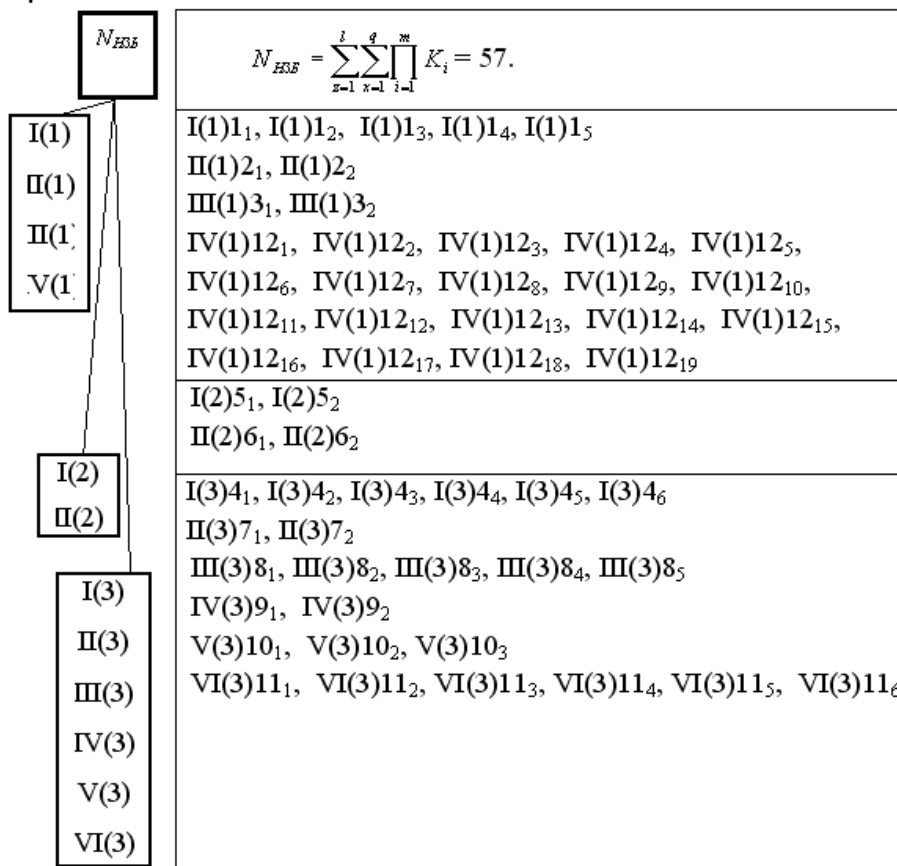 N_НЗБ
N_НЗБ = ∑_{z=1}^{l} ∑_{x=1}^{q} ∏_{i=1}^{m} K_i = 57.
I(1)
II(1)
II(1
V(1
I(1)1₁, I(1)1₂, I(1)1₃, I(1)1₄, I(1)1₅
II(1)2₁, II(1)2₂
III(1)3₁, III(1)3₂
IV(1)12₁, IV(1)12₂, IV(1)12₃, IV(1)12₄, IV(1)12₅,
IV(1)12₆, IV(1)12₇, IV(1)12₈, IV(1)12₉, IV(1)12₁₀,
IV(1)12₁₁, IV(1)12₁₂, IV(1)12₁₃, IV(1)12₁₄, IV(1)12₁₅,
IV(1)12₁₆, IV(1)12₁₇, IV(1)12₁₈, IV(1)12₁₉
I(2)
II(2)
I(2)5₁, I(2)5₂
II(2)6₁, II(2)6₂
I(3)
II(3)
III(3)
IV(3)
V(3)
VI(3)
I(3)4₁, I(3)4₂, I(3)4₃, I(3)4₄, I(3)4₅, I(3)4₆
II(3)7₁, II(3)7₂
III(3)8₁, III(3)8₂, III(3)8₃, III(3)8₄, III(3)8₅
IV(3)9₁, IV(3)9₂
V(3)10₁, V(3)10₂, V(3)10₃
VI(3)11₁, VI(3)11₂, VI(3)11₃, VI(3)11₄, VI(3)11₅, VI(3)11₆